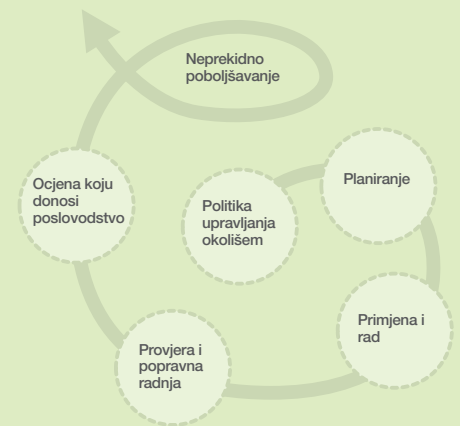 Neprekidno
poboljšavanje
Ocjena koju
donosi
poslovodstvo
Politika
upravljanja
okolišem
Planiranje
Primjena i
rad
Provjera i
popravna
radnja